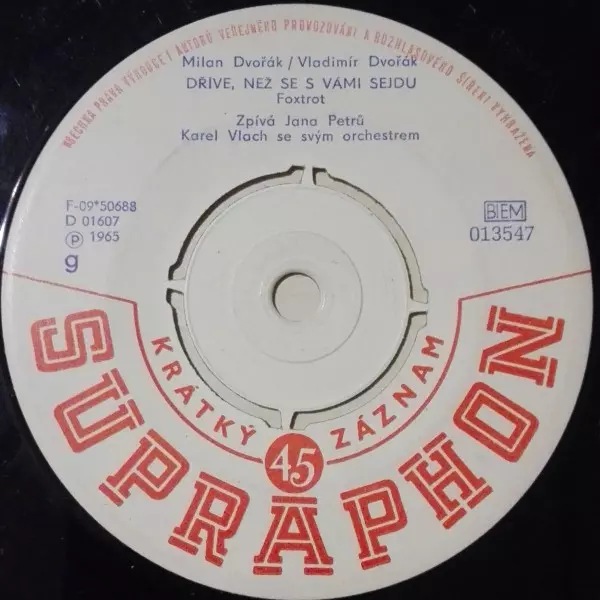 VŠECHNA PRÁVA VÝROBCE I AUTORŮ VEŘEJNÉHO PROVOZOVÁNÍ A ROZHLASOVÉHO ŠÍŘENÍ VYHRAZENA
Milan Dvořák/Vladimír Dvořák
DŘÍVE, NEŽ SE S VÁMI SEJDU
Foxtrot
Zpívá Jana Petrů
Karel Vlach se svým orchestrem
F-09*50688
D 01607
Ⓟ 1965
g
BIEM
013547
KRÁTKÝ ZÁZNAM
45
SUPRAPHON